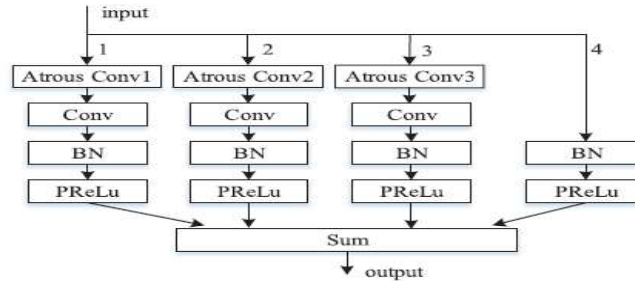 input
1 2 3 4
Atrous Conv1 Atrous Conv2 Atrous Conv3
Conv Conv Conv
BN BN BN BN
PReLu PReLu PReLu PReLu
Sum
output